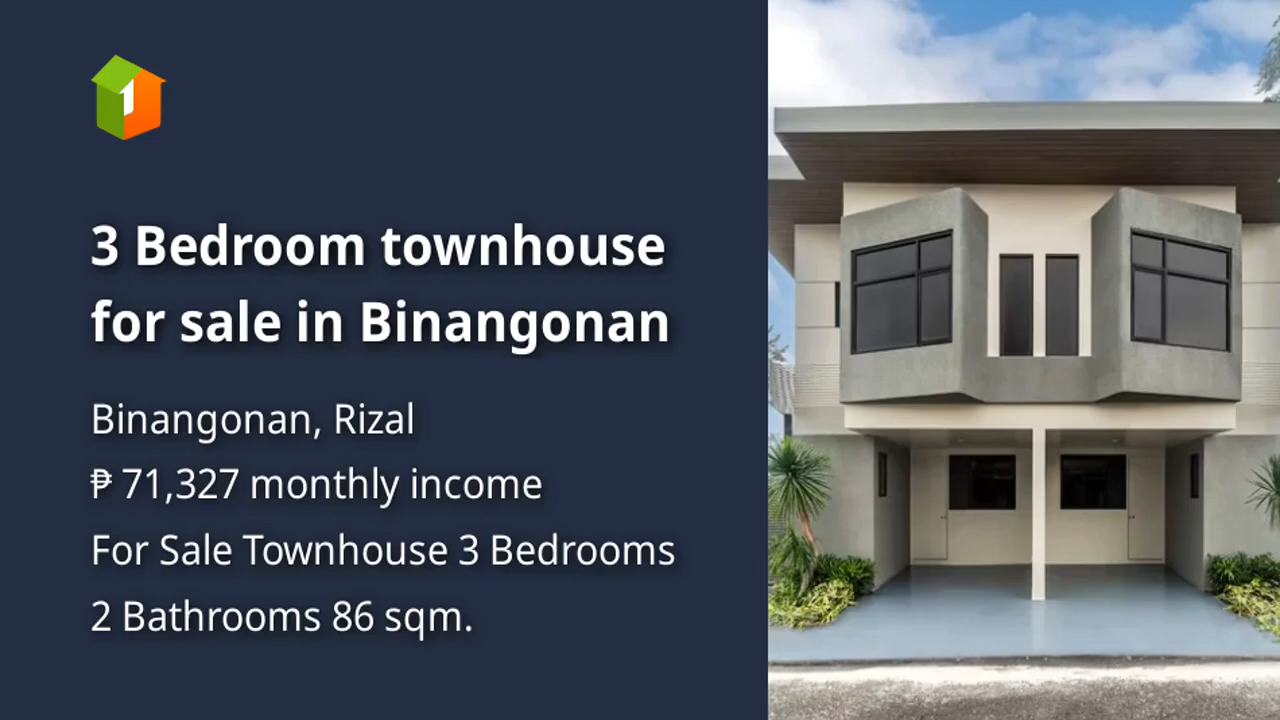 3 Bedroom townhouse
for sale in Binangonan
Binangonan, Rizal
₱ 71,327 monthly income
For Sale Townhouse 3 Bedrooms
2 Bathrooms 86 sqm.